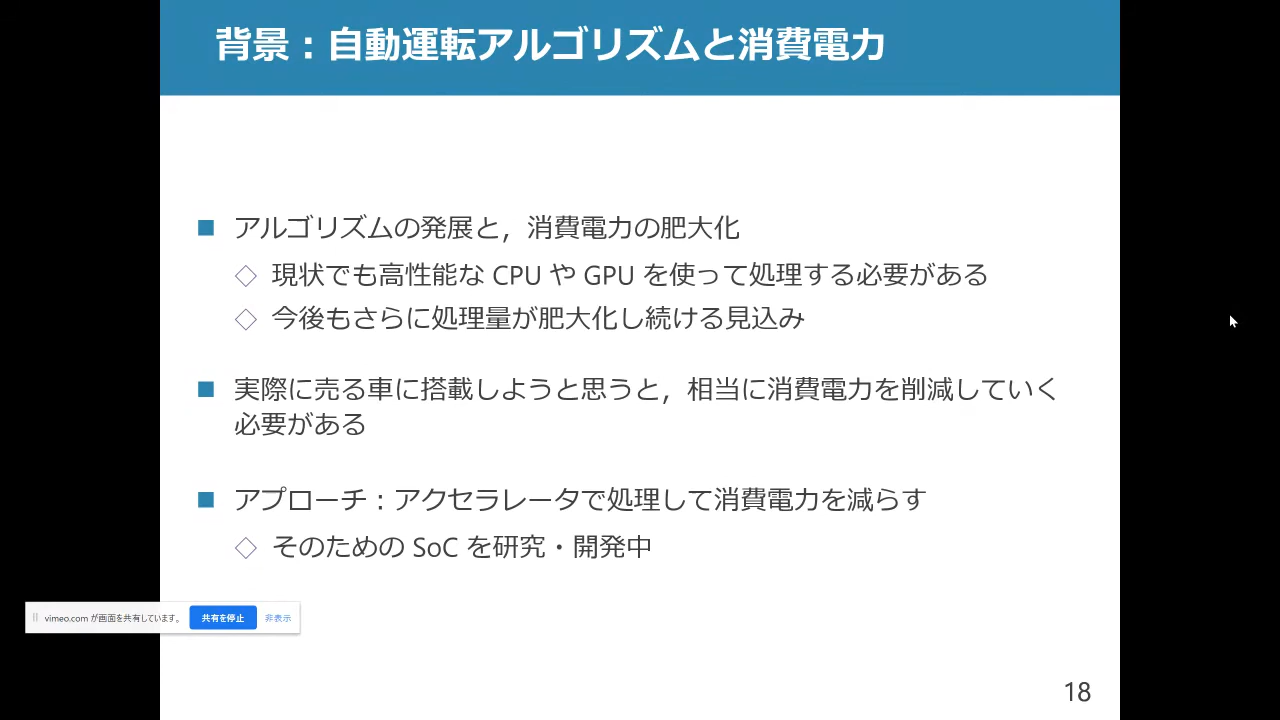 背景：自動運転アルゴリズムと消費電力
アルゴリズムの発展と，消費電力の肥大化
現状でも高性能な CPU や GPU を使って処理する必要がある
今後もさらに処理量が肥大化し続ける見込み
実際に売る車に搭載しようと思うと，相当に消費電力を削減していく
必要がある
アプローチ：アクセラレータで処理して消費電力を減らす
そのための SoC を研究・開発中
vimeo.com が画面を共有しています。 共有を停止 非表示
18